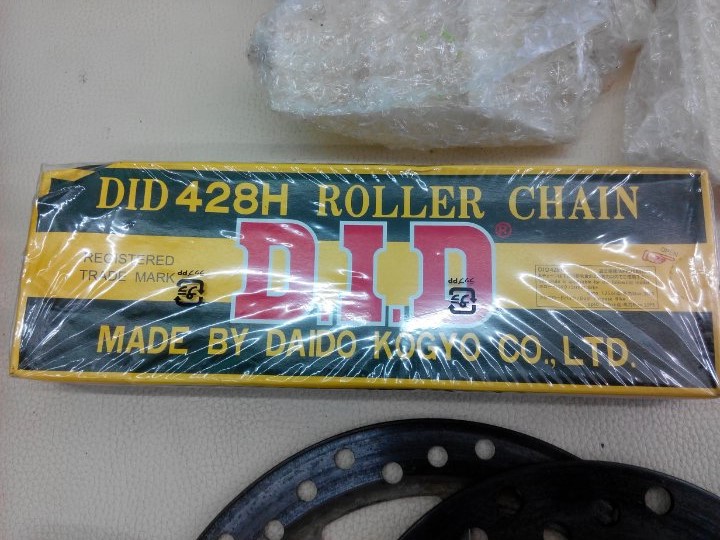 DID 428H ROLLER CHAIN
REGISTERED
TRADE MARK
D.I.D®
MADE BY DAIDO KOGYO CO., LTD.